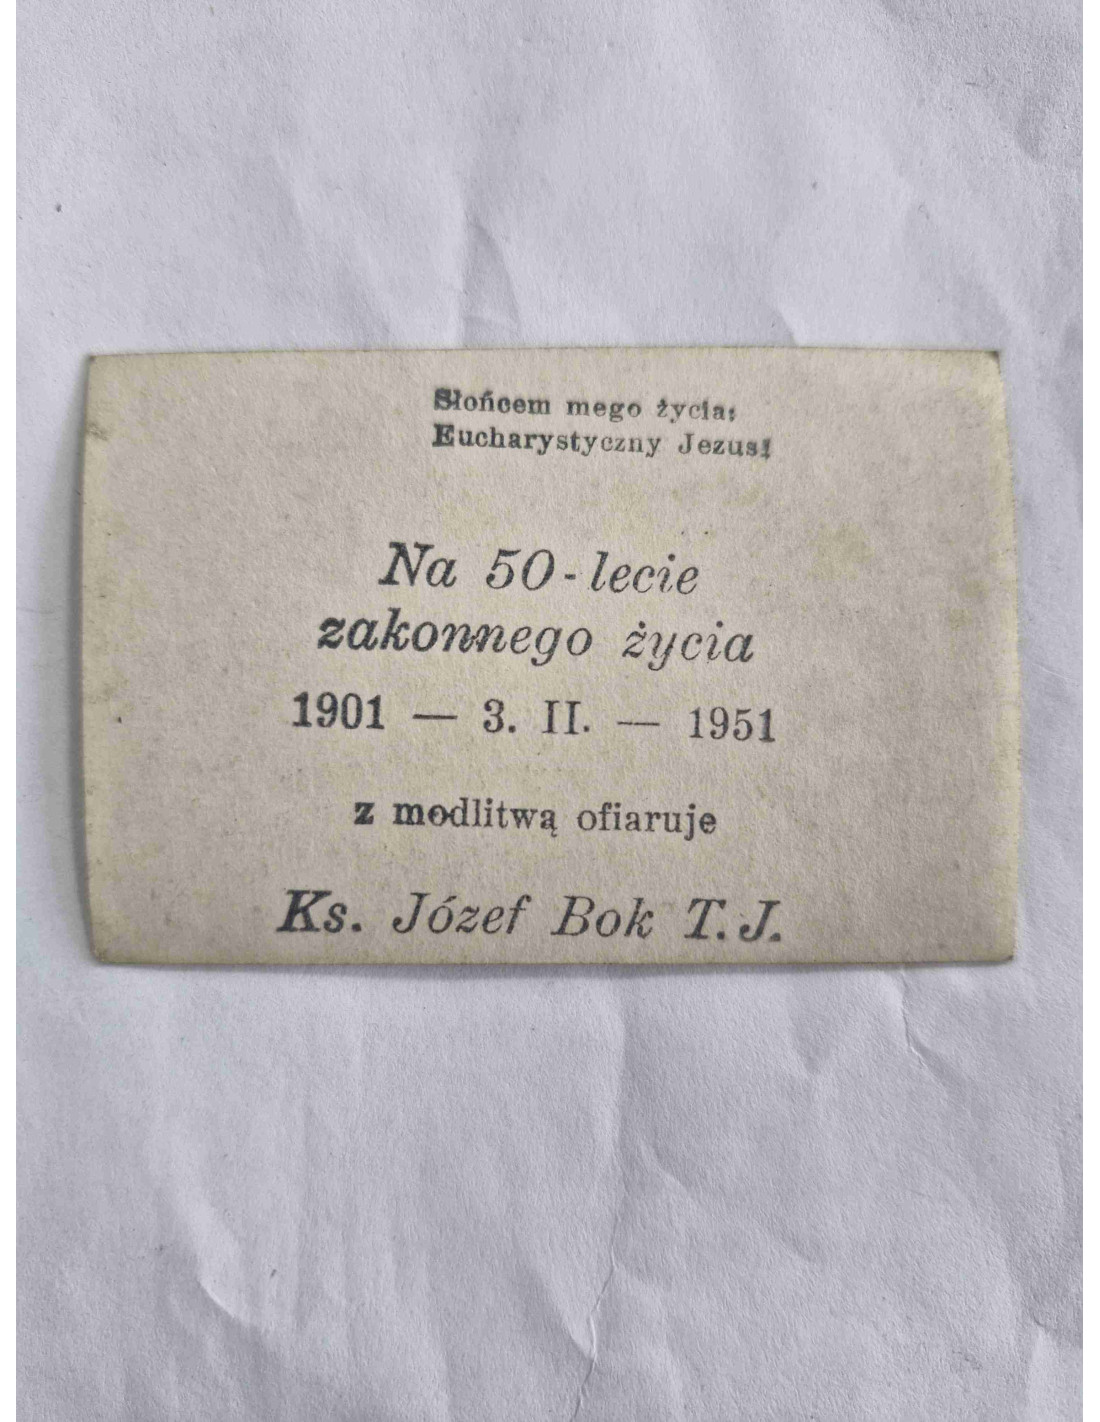 Słońcem mego życia:
Eucharystyczny Jezus!
Na 50-lecie
zakonnego życia
1901 — 3. II. — 1951
z modlitwą ofiaruje
Ks. Józef Bok T. J.